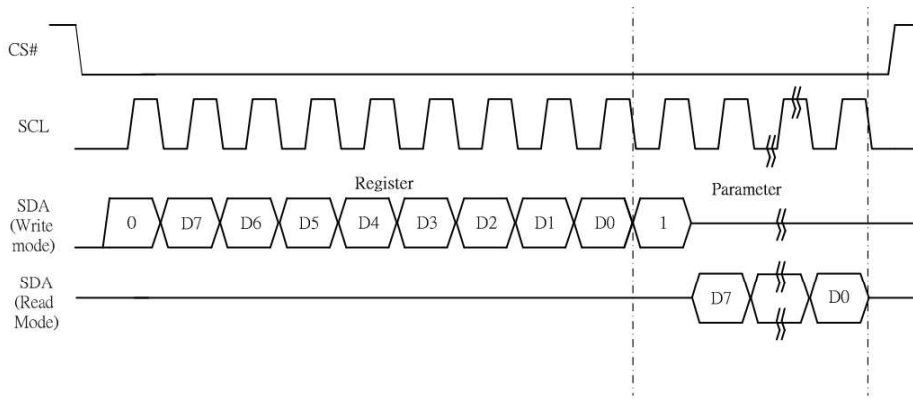 CS#
SCL
Register
Parameter
SDA
(Write
mode)
0 D7 D6 D5 D4 D3 D2 D1 D0 1
SDA
(Read
Mode)
D7 D0